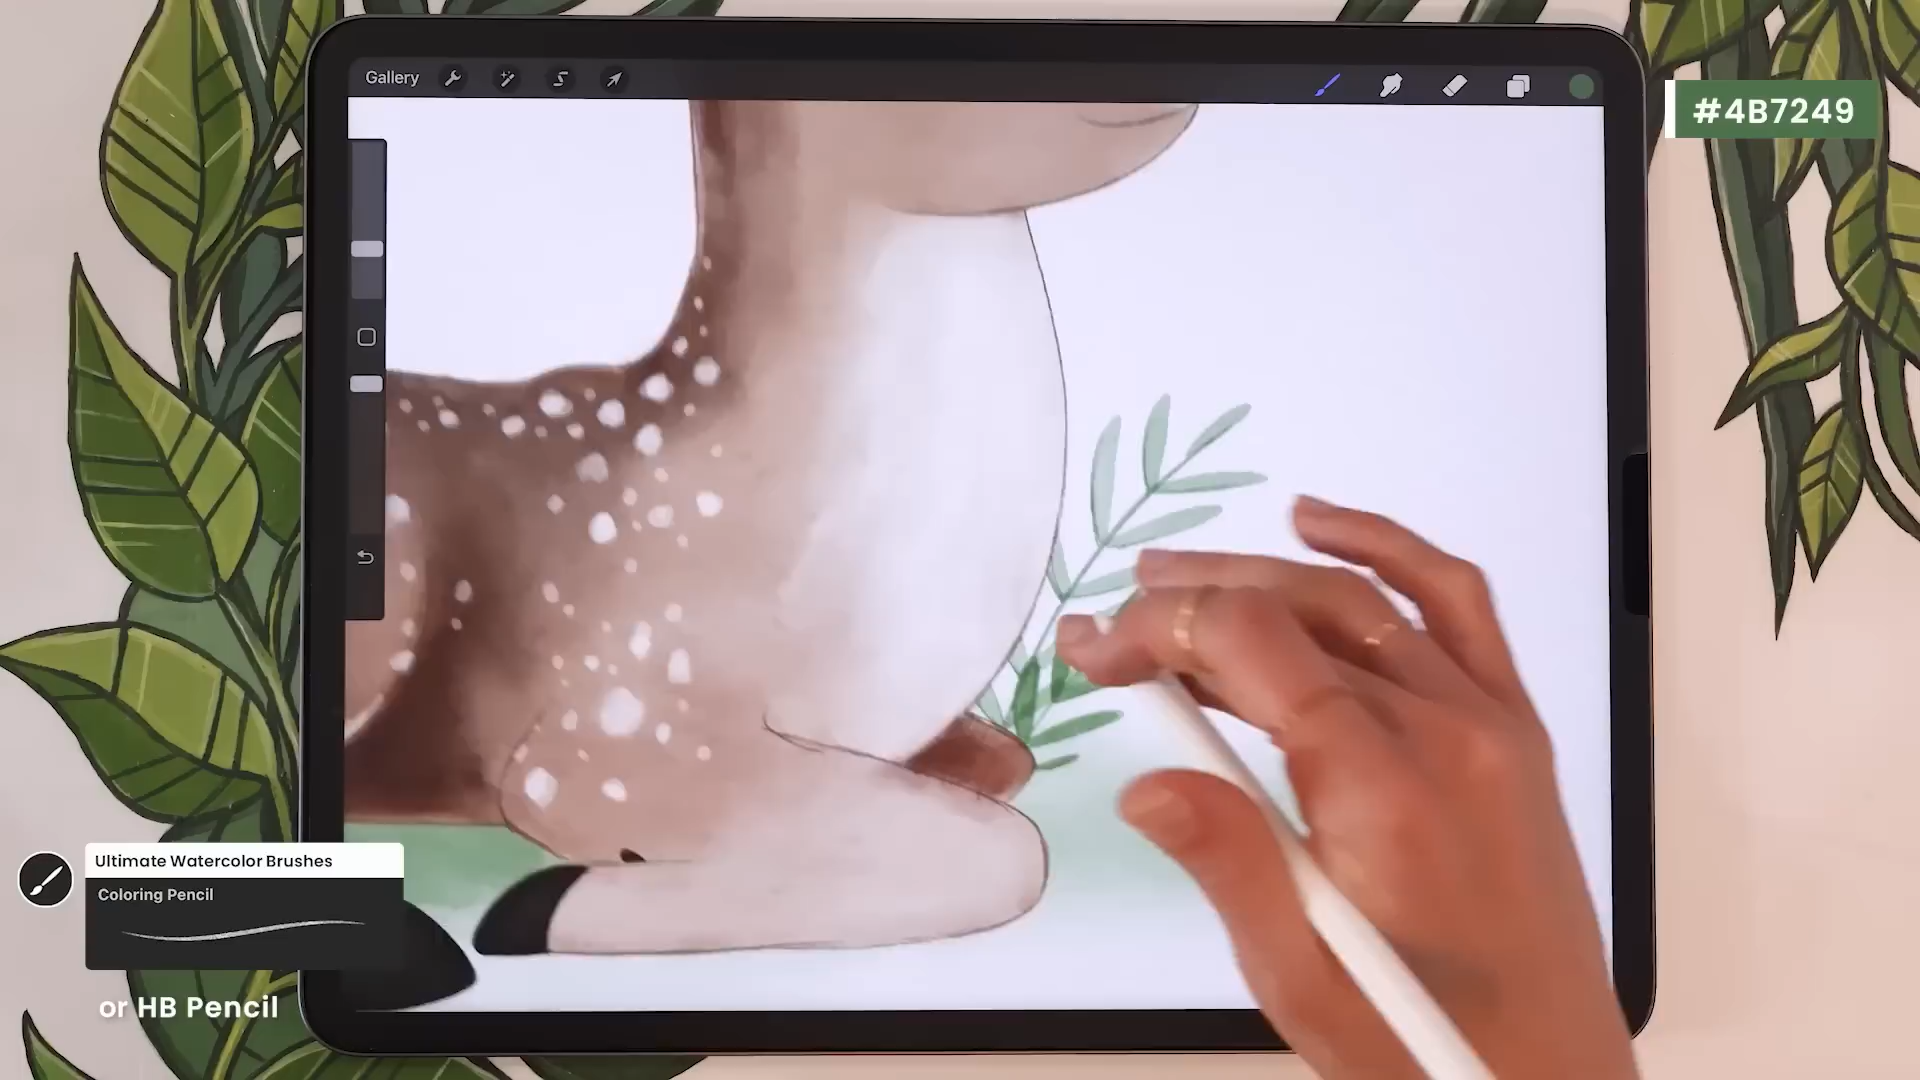 Gallery
#4B7249
Ultimate Watercolor Brushes
Coloring Pencil
or HB Pencil